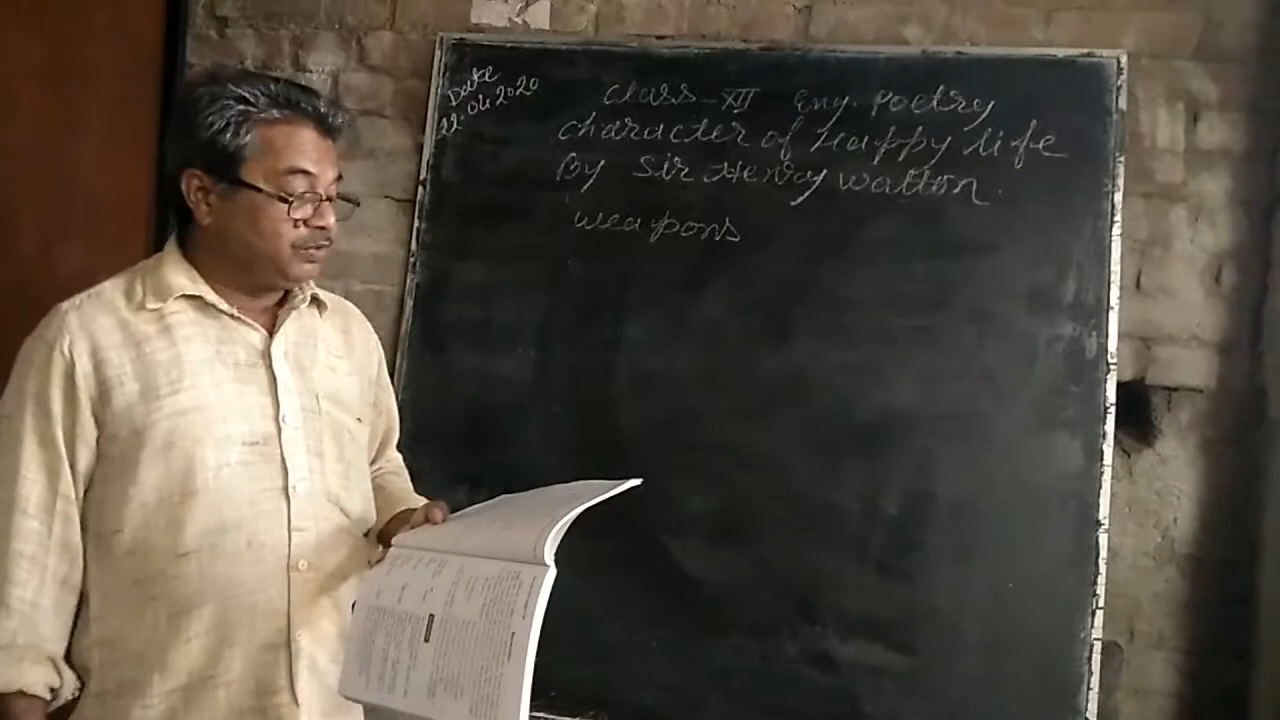 Date
22.04.2020
Class - XII Eng. Poetry
Character of Happy life
By Sir Henry Watton.
weapons